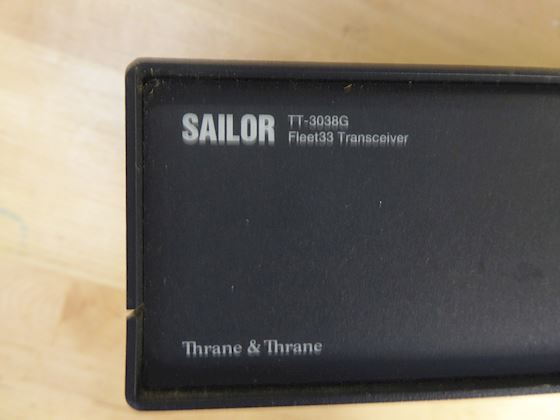 SAILOR TT-3038G
Fleet33 Transceiver
Thrane & Thrane